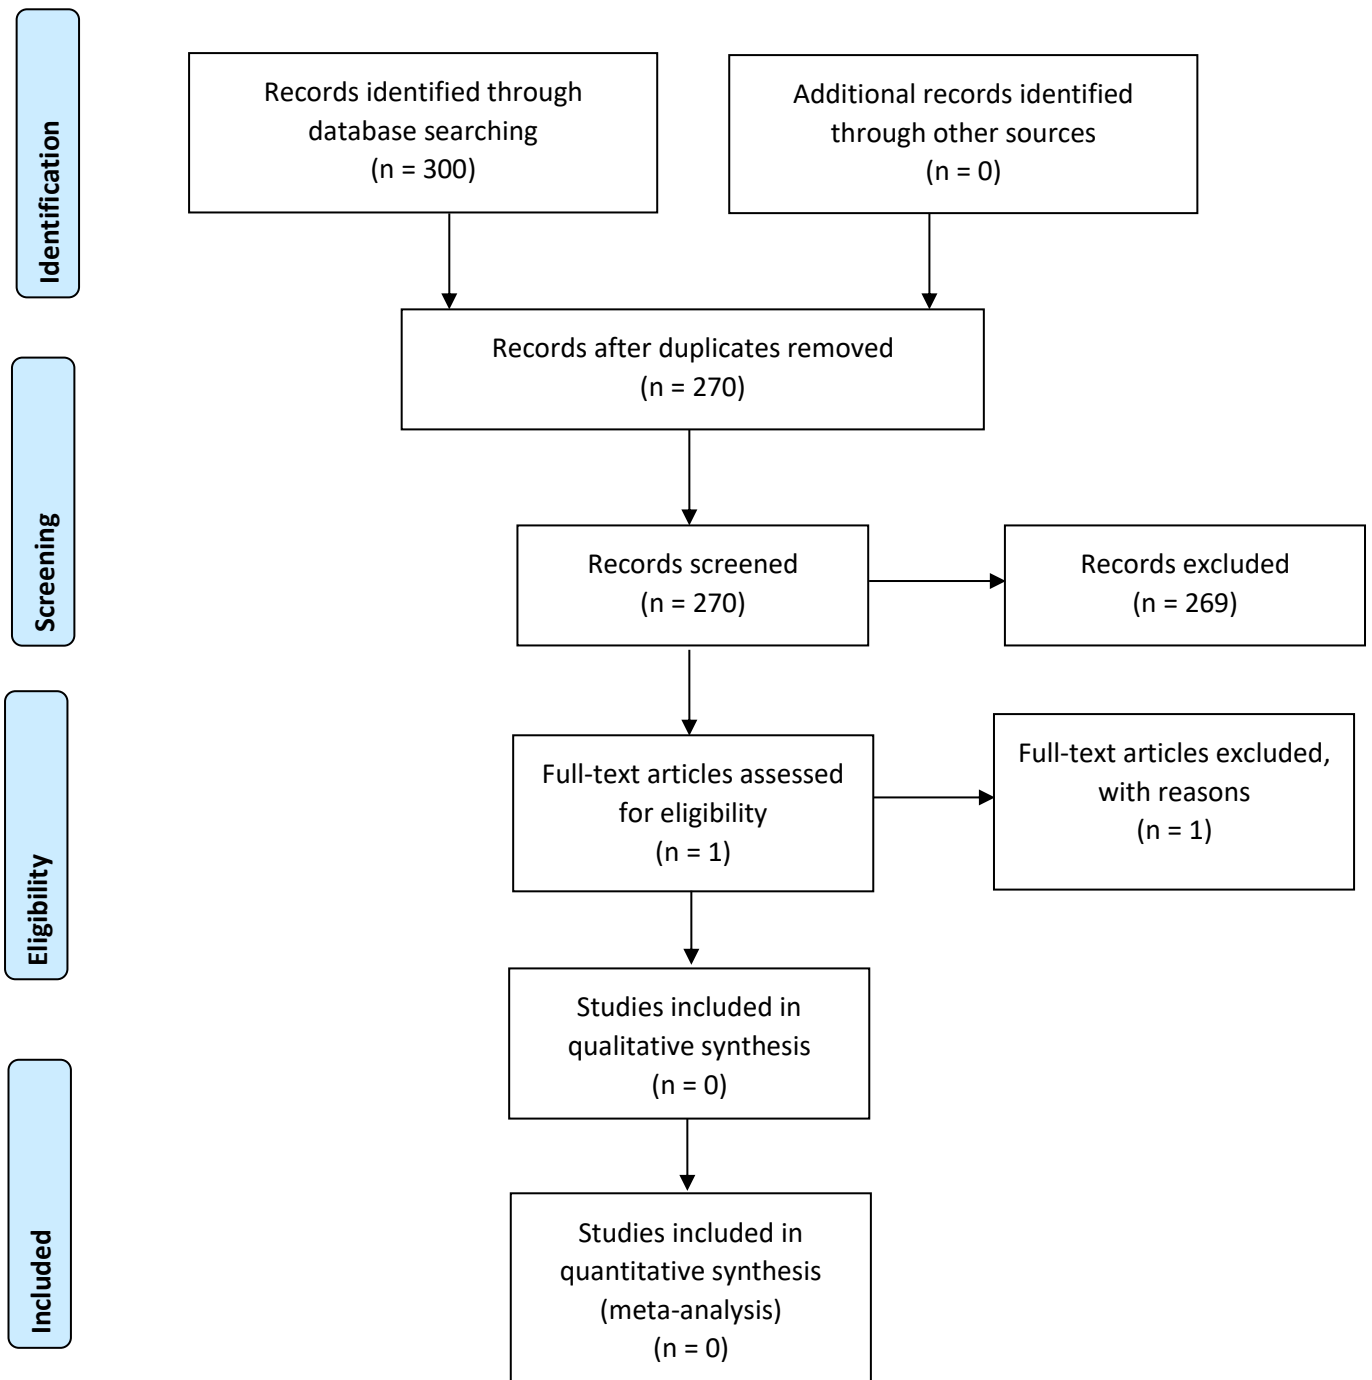 Identification
Records identified through
database searching
(n = 300)
Additional records identified
through other sources
(n = 0)
Records after duplicates removed
(n = 270)
Screening
Records screened
(n = 270)
Records excluded
(n = 269)
Eligibility
Full-text articles assessed
for eligibility
(n = 1)
Full-text articles excluded,
with reasons
(n = 1)
Studies included in
qualitative synthesis
(n = 0)
Included
Studies included in
quantitative synthesis
(meta-analysis)
(n = 0)